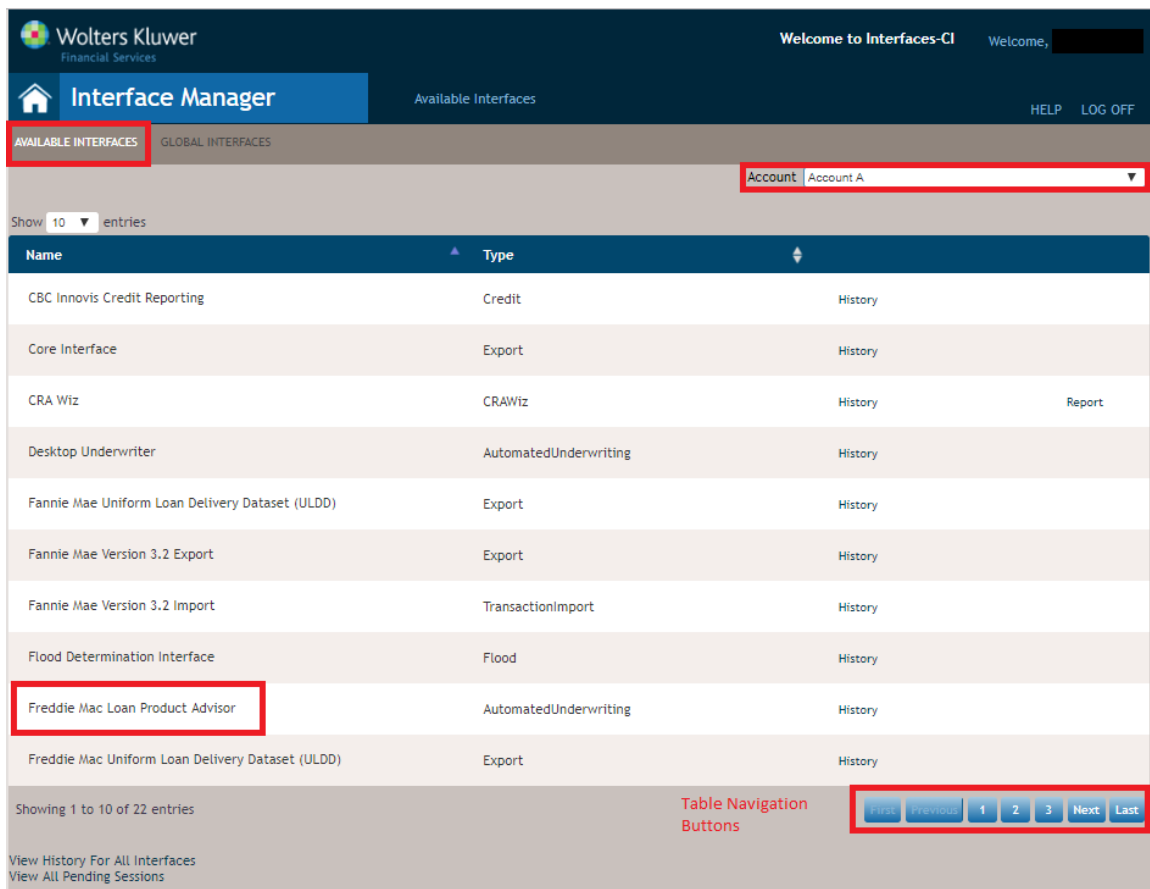 Wolters Kluwer
Financial Services
Welcome to Interfaces-CI
Welcome,
Interface Manager
Available Interfaces
HELP LOG OFF
AVAILABLE INTERFACES GLOBAL INTERFACES
Account Account A
Show 10 entries
Name Type
CBC Innovis Credit Reporting Credit History
Core Interface Export History
CRA Wiz CRAWiz History Report
Desktop Underwriter AutomatedUnderwriting History
Fannie Mae Uniform Loan Delivery Dataset (ULDD) Export History
Fannie Mae Version 3.2 Export Export History
Fannie Mae Version 3.2 Import TransactionImport History
Flood Determination Interface Flood History
Freddie Mac Loan Product Advisor AutomatedUnderwriting History
Freddie Mac Uniform Loan Delivery Dataset (ULDD) Export History
Showing 1 to 10 of 22 entries
Table Navigation
Buttons
First Previous 1 2 3 Next Last
View History For All Interfaces
View All Pending Sessions